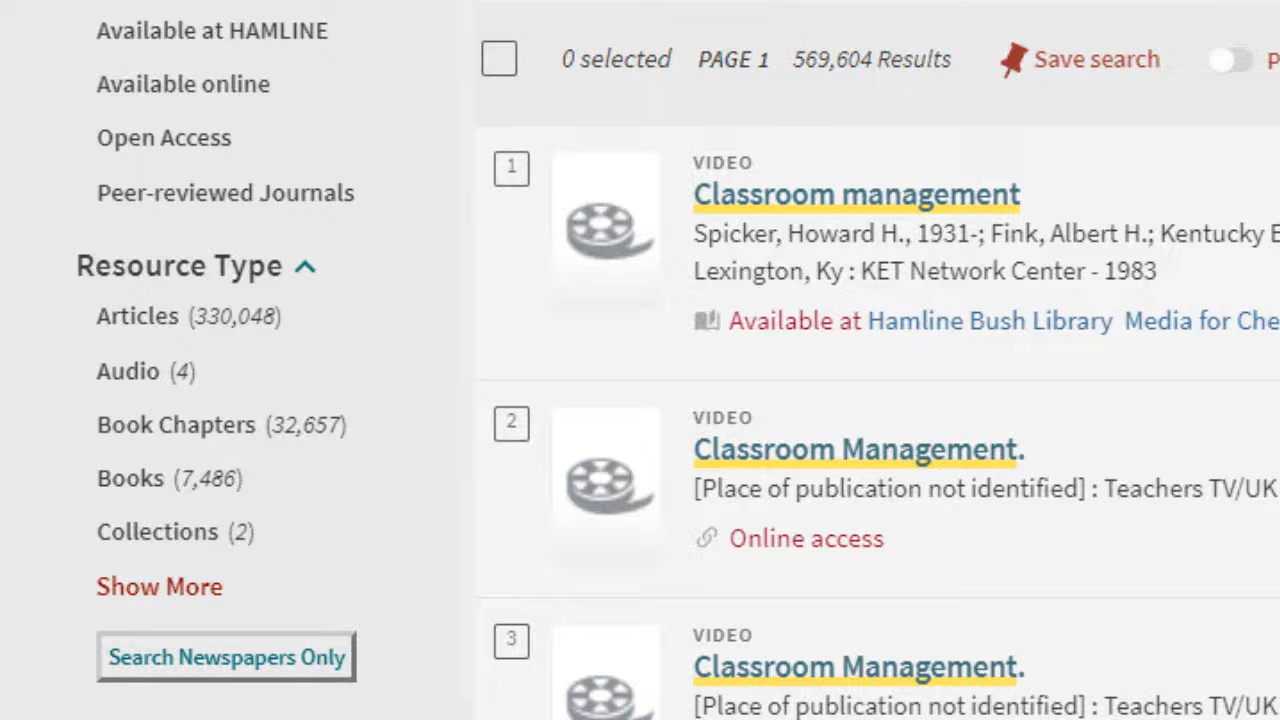 Available at HAMLINE
Available online
Open Access
Peer-reviewed Journals
Resource Type
Articles (330,048)
Audio (4)
Book Chapters (32,657)
Books (7,486)
Collections (2)
Show More
Search Newspapers Only
0 selected PAGE 1 569,604 Results Save search P
1
VIDEO
Classroom management
Spicker, Howard H., 1931-; Fink, Albert H.; Kentucky E
Lexington, Ky : KET Network Center - 1983
Available at Hamline Bush Library Media for Che
2
VIDEO
Classroom Management.
[Place of publication not identified] : Teachers TV/UK
Online access
3
VIDEO
Classroom Management.
[Place of publication not identified] : Teachers TV/UK